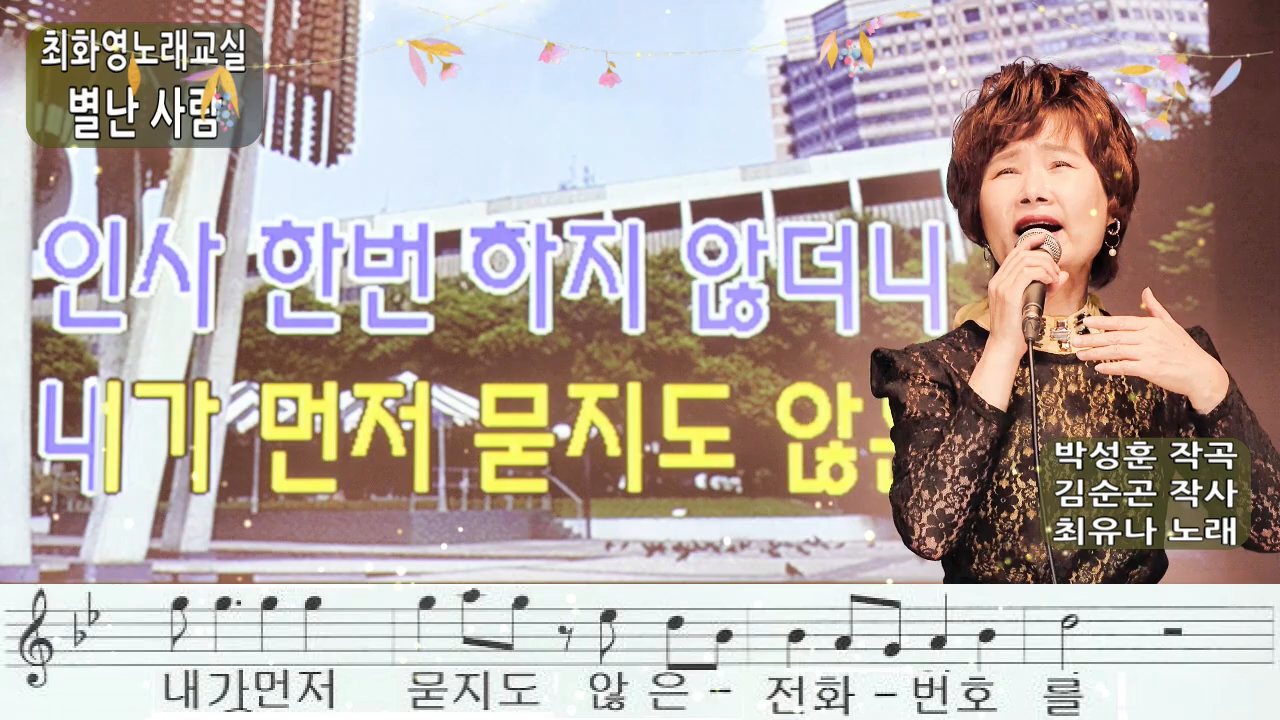 최화영노래교실
별난 사람
인사 한번 하지 않더니
내가 먼저 묻지도 않은
박성훈 작곡
김순곤 작사
최유나 노래
내가먼저 묻지도 않 은 -- 전화 - 번호 를